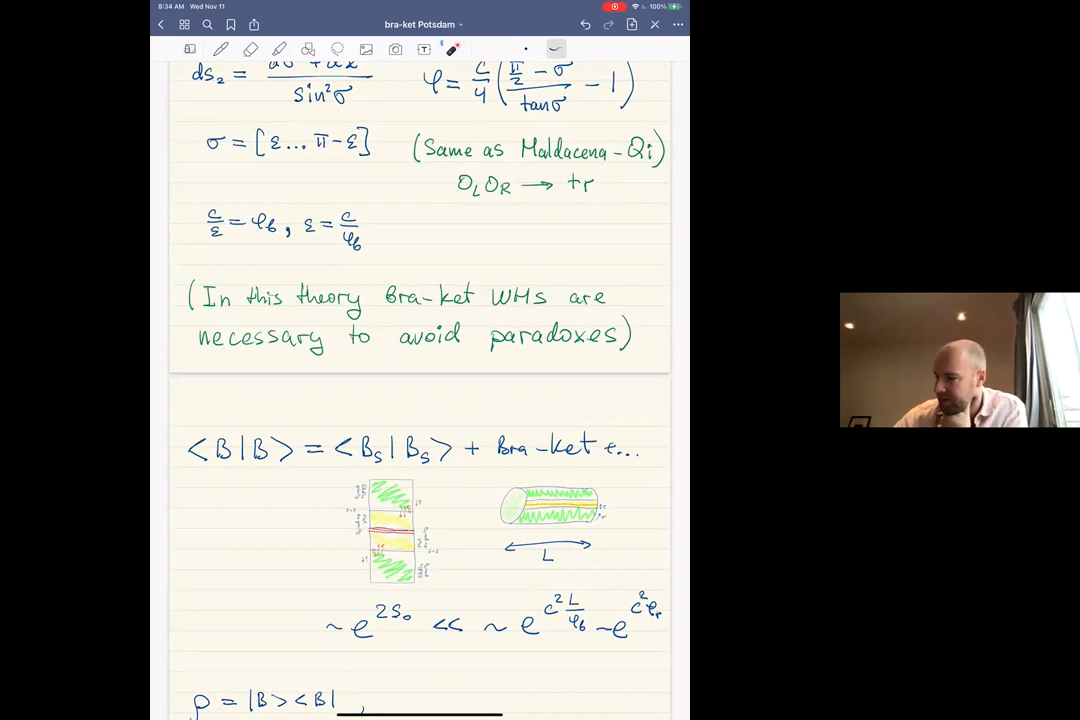 8:34 AM Wed Nov 11
100%
bra-ket Potsdam
ds₂ =
sin²σ
φ = c/4 ( (π/2 − σ)/tanσ − 1 )
σ = [ε... π−ε]
(Same as Maldacena-Qi)
O_L O_R → tr
c/ε = φ_b , ε = c/φ_b
(In this theory Bra-ket WHs are
necessary to avoid paradoxes)
<B|B> = <B_s|B_s> + Bra-ket + ...
L
~ e^{2S₀} << ~ e^{c² L/φ_b} ~ e^{c² φ_r}
ρ = |B><B| ,